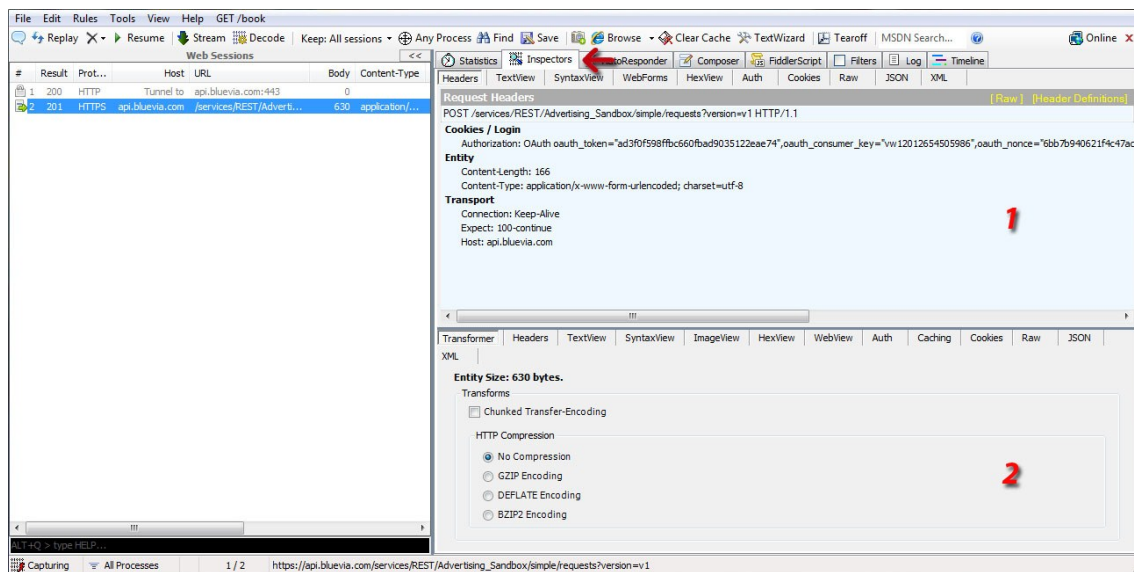 File Edit Rules Tools View Help GET /book
Replay X Resume Stream Decode Keep: All sessions Any Process Find Save Browse Clear Cache TextWizard Tearoff MSDN Search... Online X
Web Sessions <<
# Result Prot... Host URL Body Content-Type
1 200 HTTP Tunnel to api.bluevia.com:443 0
2 201 HTTPS api.bluevia.com /services/REST/Adverti... 630 application/...
Statistics Inspectors toResponder Composer FiddlerScript Filters Log Timeline
Headers TextView SyntaxView WebForms HexView Auth Cookies Raw JSON XML
Request Headers [Raw] [Header Definitions]
POST /services/REST/Advertising_Sandbox/simple/requests?version=v1 HTTP/1.1
Cookies / Login
Authorization: OAuth oauth_token="ad3f0f598ffbc660fbad9035122eae74",oauth_consumer_key="vw12012654505986",oauth_nonce="6bb7b940621f4c47ac
Entity
Content-Length: 166
Content-Type: application/x-www-form-urlencoded; charset=utf-8
Transport
Connection: Keep-Alive
Expect: 100-continue
Host: api.bluevia.com
1
Transformer Headers TextView SyntaxView ImageView HexView WebView Auth Caching Cookies Raw JSON
XML
Entity Size: 630 bytes.
Transforms
Chunked Transfer-Encoding
HTTP Compression
No Compression
GZIP Encoding
DEFLATE Encoding
BZIP2 Encoding
2
ALT+Q > type HELP...
Capturing All Processes 1 / 2 https://api.bluevia.com/services/REST/Advertising_Sandbox/simple/requests?version=v1